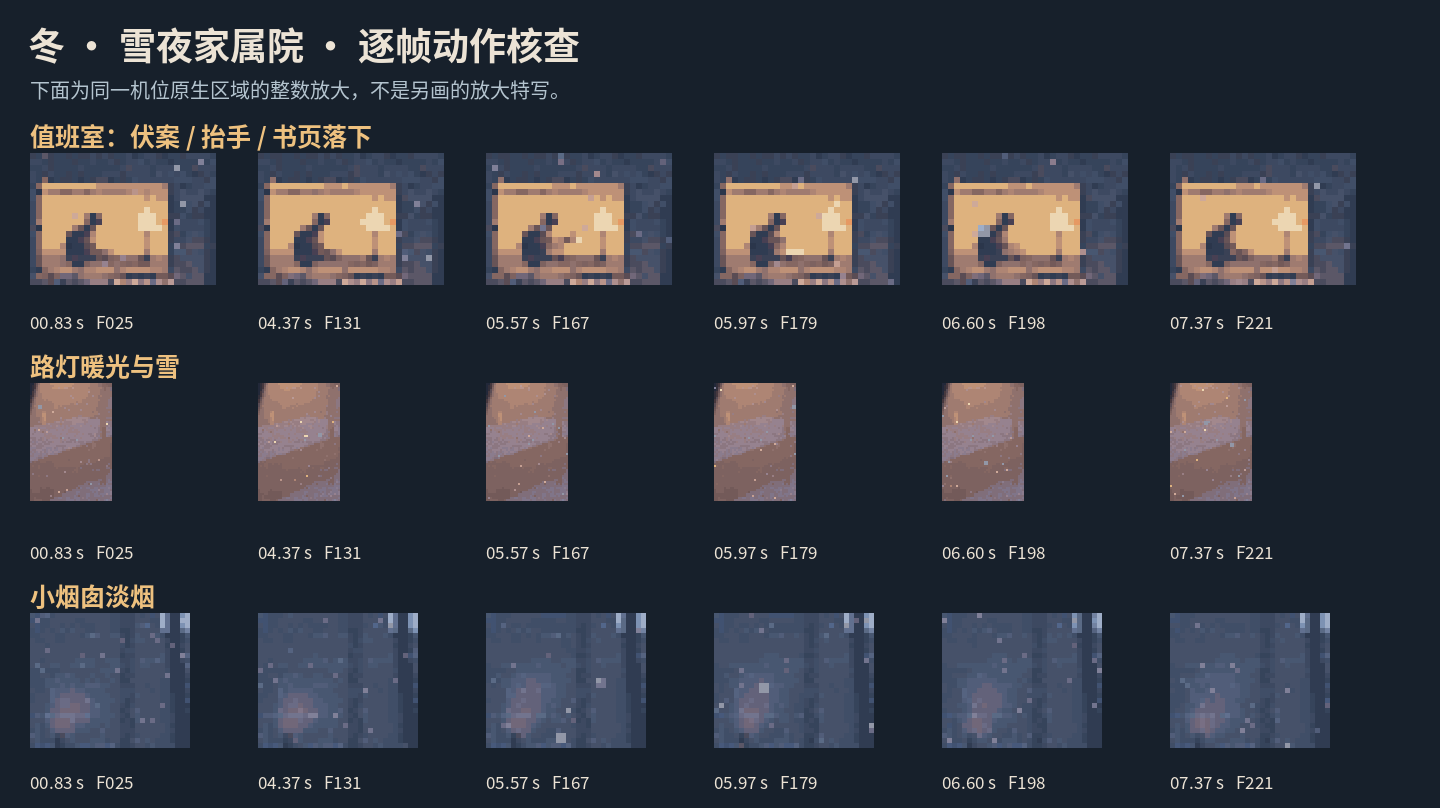 冬 · 雪夜家属院 · 逐帧动作核查
下面为同一机位原生区域的整数放大，不是另画的放大特写。
值班室：伏案 / 抬手 / 书页落下
00.83 s F025 04.37 s F131 05.57 s F167 05.97 s F179 06.60 s F198 07.37 s F221
路灯暖光与雪
00.83 s F025 04.37 s F131 05.57 s F167 05.97 s F179 06.60 s F198 07.37 s F221
小烟囱淡烟
00.83 s F025 04.37 s F131 05.57 s F167 05.97 s F179 06.60 s F198 07.37 s F221